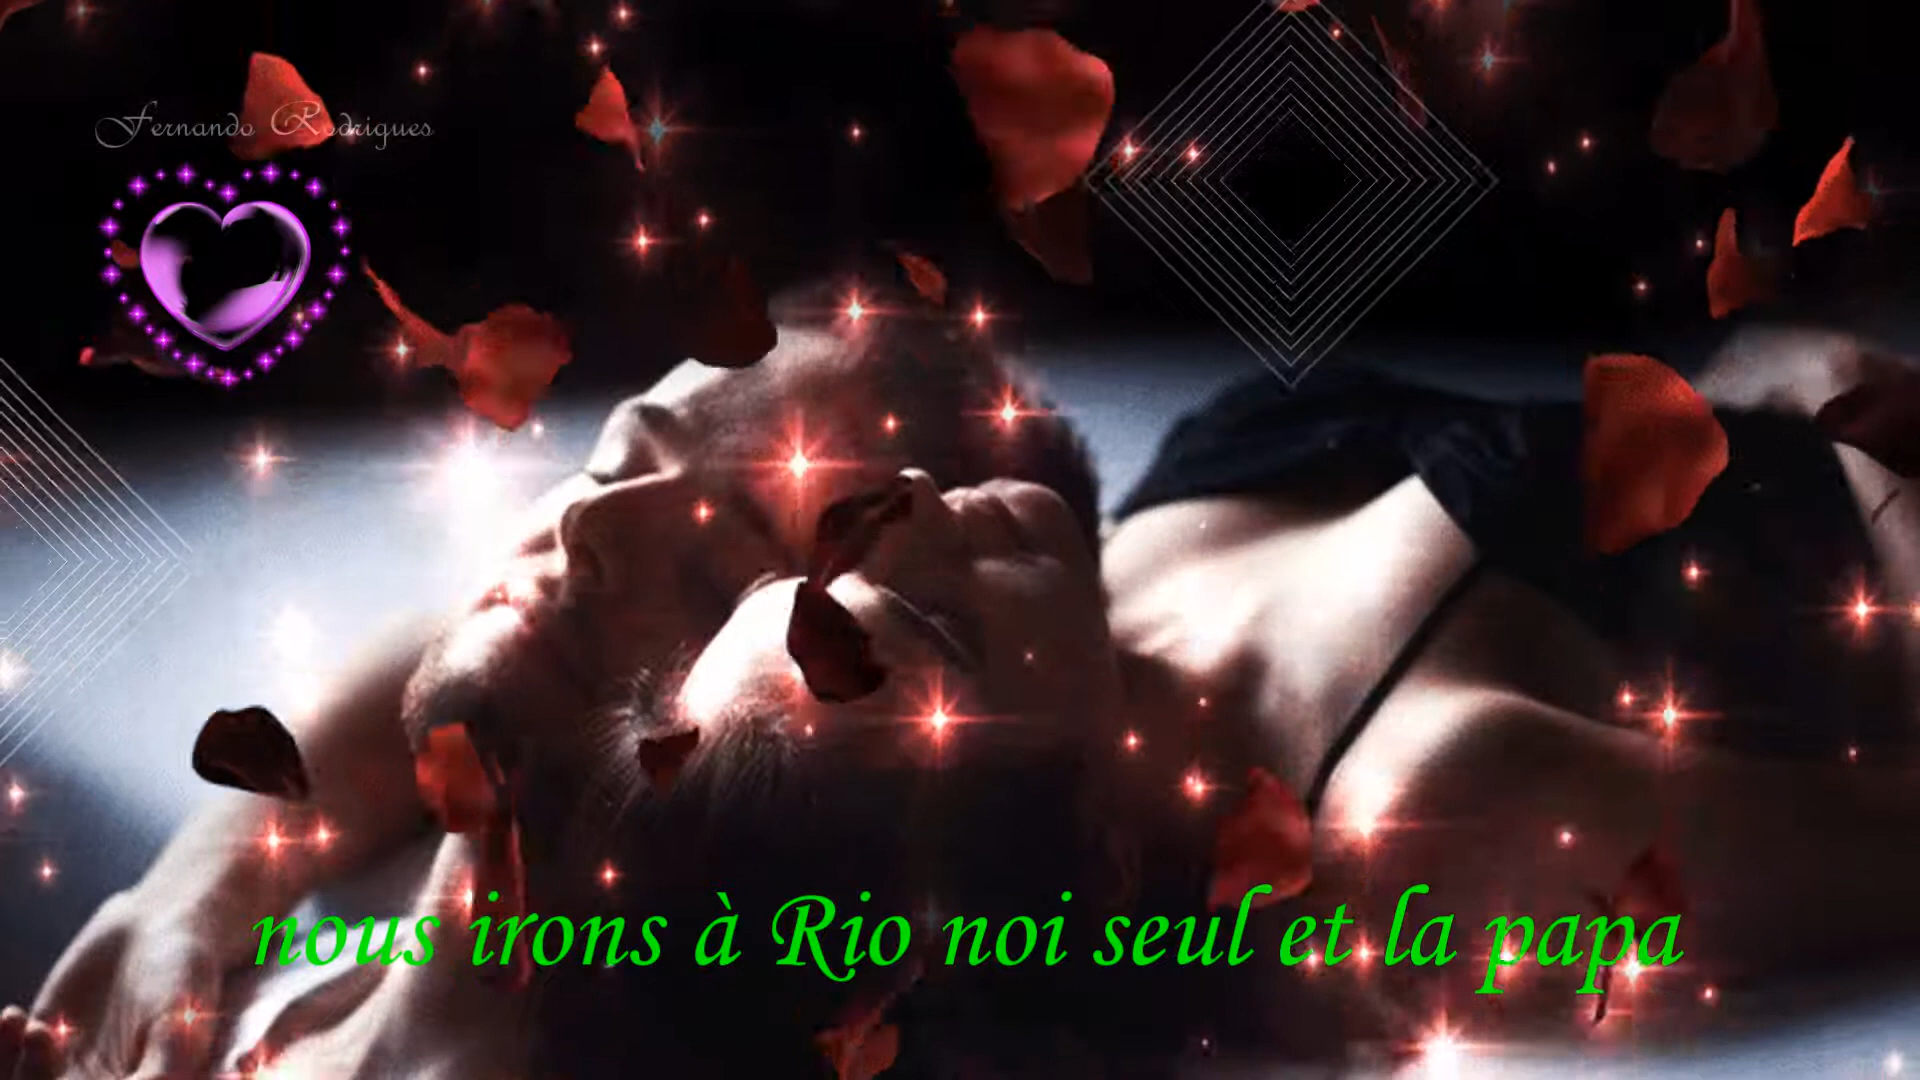 Fernando Rodrigues
nous irons à Rio noi seul et la papa